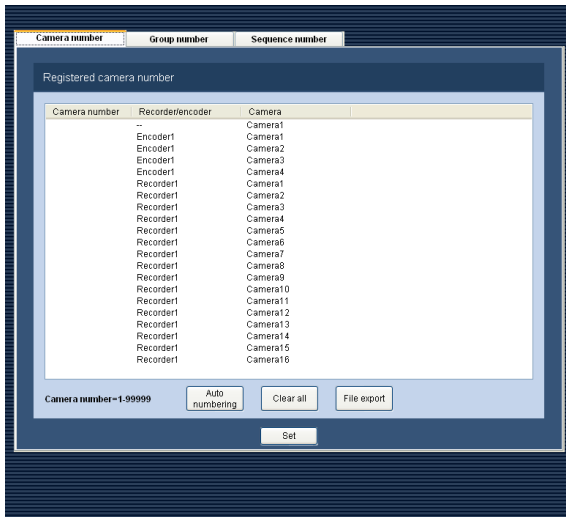 Camera number Group number Sequence number
Registered camera number
Camera number Recorder/encoder Camera
-- Camera1
Encoder1 Camera1
Encoder1 Camera2
Encoder1 Camera3
Encoder1 Camera4
Recorder1 Camera1
Recorder1 Camera2
Recorder1 Camera3
Recorder1 Camera4
Recorder1 Camera5
Recorder1 Camera6
Recorder1 Camera7
Recorder1 Camera8
Recorder1 Camera9
Recorder1 Camera10
Recorder1 Camera11
Recorder1 Camera12
Recorder1 Camera13
Recorder1 Camera14
Recorder1 Camera15
Recorder1 Camera16
Camera number=1-99999
Auto
numbering
Clear all
File export
Set